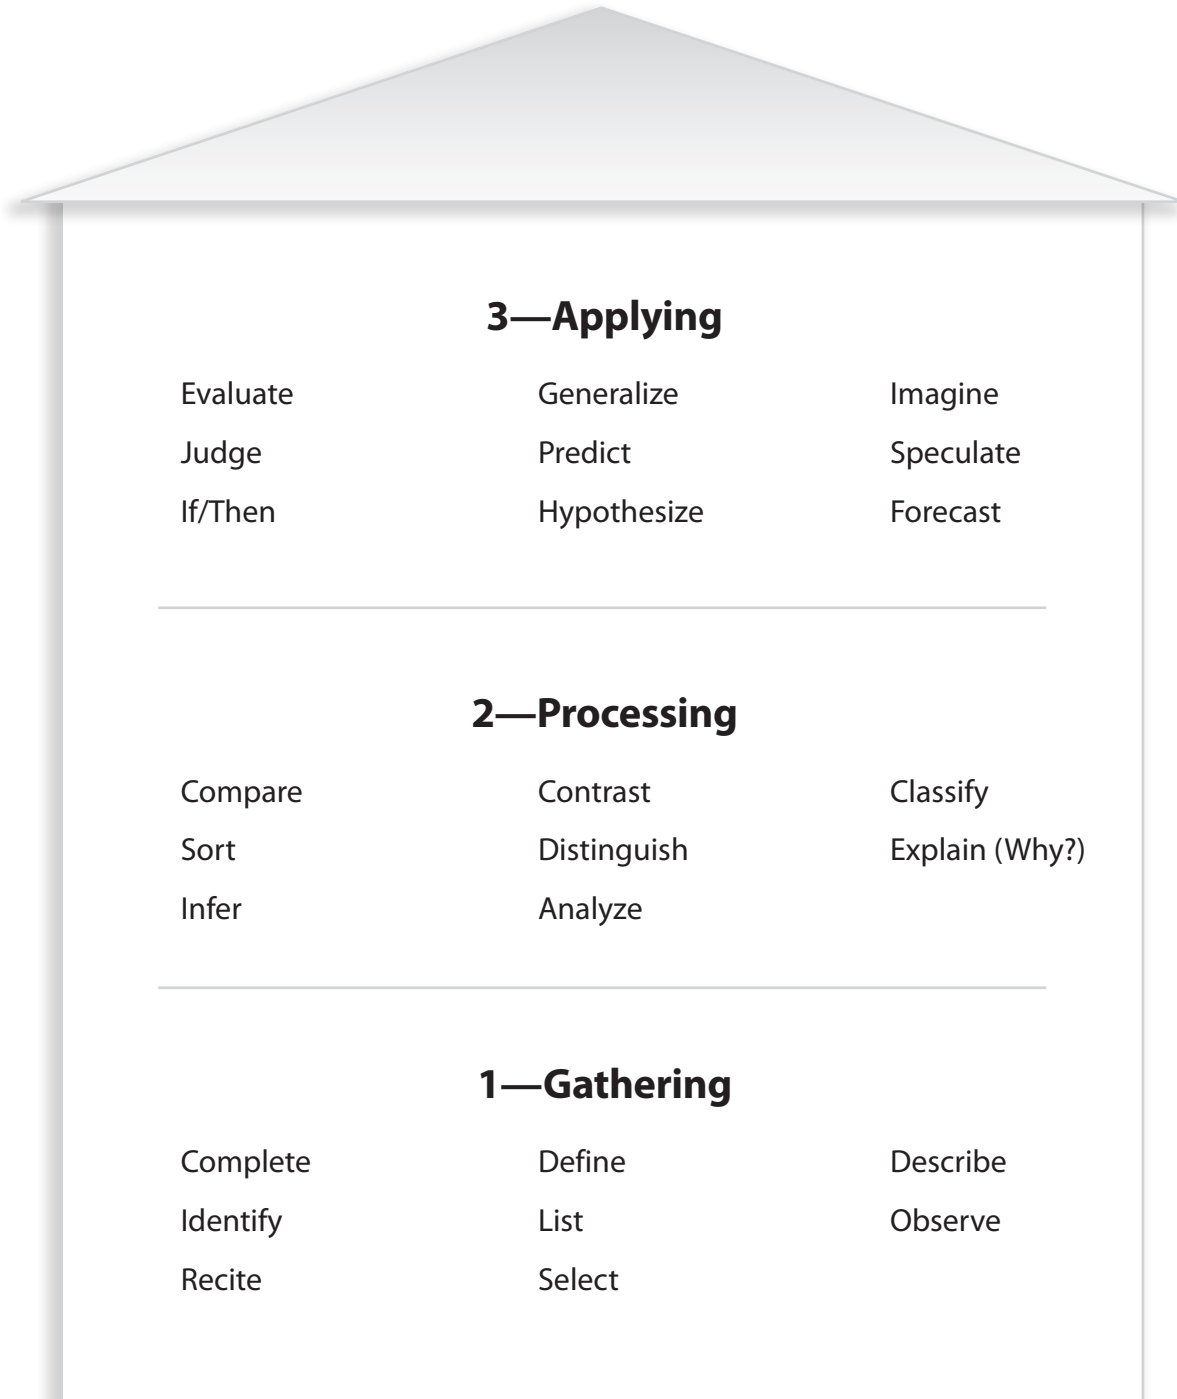 3—Applying
Evaluate Generalize Imagine
Judge Predict Speculate
If/Then Hypothesize Forecast
2—Processing
Compare Contrast Classify
Sort Distinguish Explain (Why?)
Infer Analyze
1—Gathering
Complete Define Describe
Identify List Observe
Recite Select